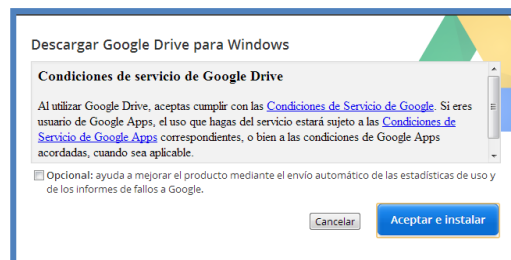 Descargar Google Drive para Windows
Condiciones de servicio de Google Drive
Al utilizar Google Drive, aceptas cumplir con las Condiciones de Servicio de Google. Si eres
usuario de Google Apps, el uso que hagas del servicio estará sujeto a las Condiciones de
Servicio de Google Apps correspondientes, o bien a las condiciones de Google Apps
acordadas, cuando sea aplicable.
Opcional: ayuda a mejorar el producto mediante el envío automático de las estadísticas de uso y
de los informes de fallos a Google.
Cancelar
Aceptar e instalar